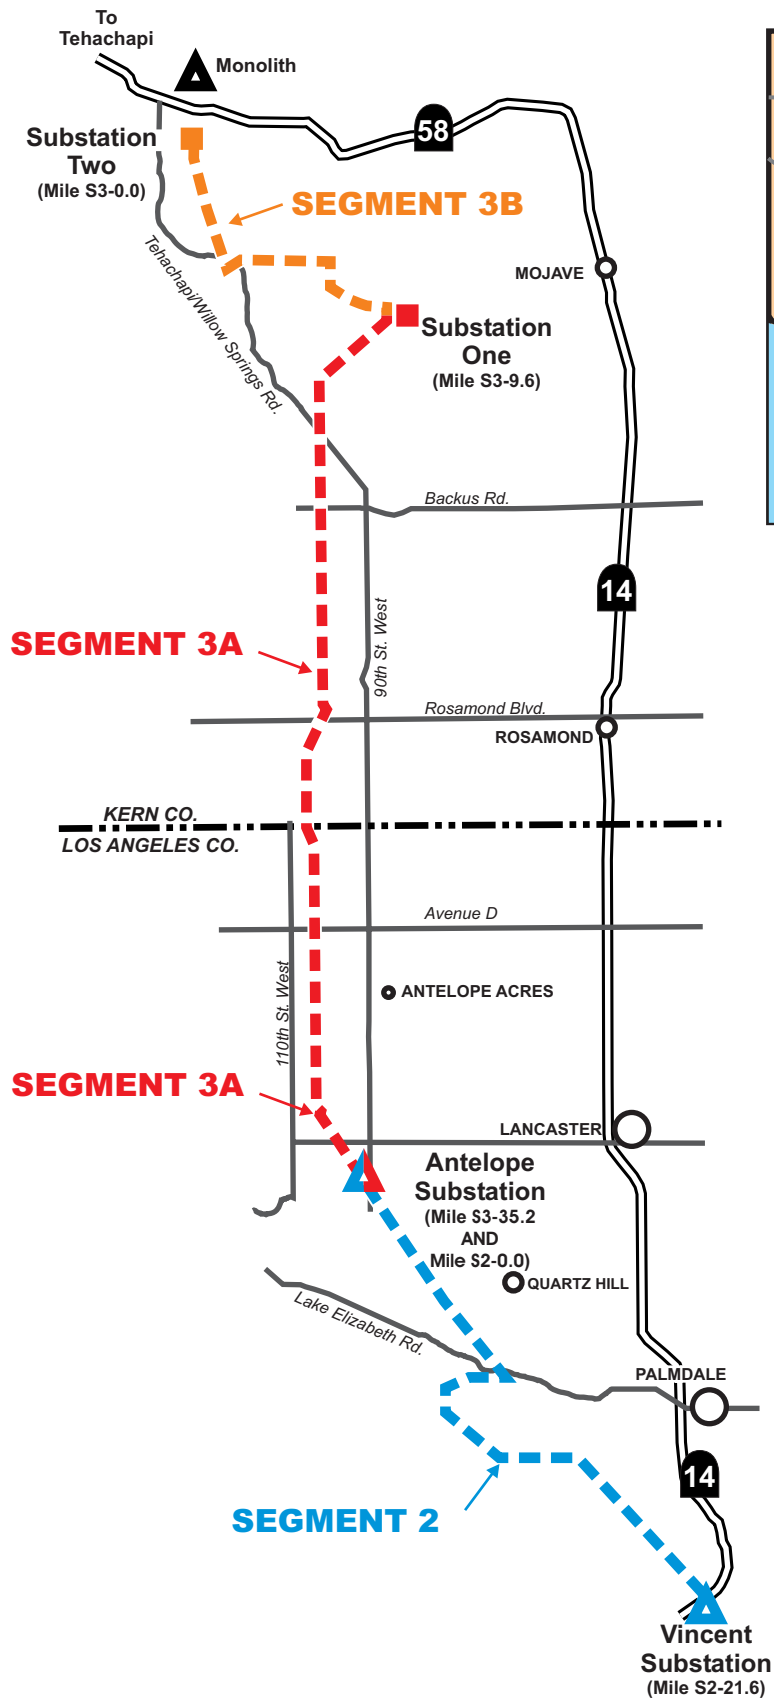 To
Tehachapi
Monolith
58
Substation
Two
(Mile S3-0.0)
SEGMENT 3B
Tehachapi/Willow Springs Rd.
MOJAVE
Substation
One
(Mile S3-9.6)
Backus Rd.
14
90th St. West
SEGMENT 3A
Rosamond Blvd.
ROSAMOND
KERN CO.
LOS ANGELES CO.
Avenue D
110th St. West
ANTELOPE ACRES
SEGMENT 3A
LANCASTER
Antelope
Substation
(Mile S3-35.2
AND
Mile S2-0.0)
QUARTZ HILL
Lake Elizabeth Rd.
PALMDALE
14
SEGMENT 2
Vincent
Substation
(Mile S2-21.6)